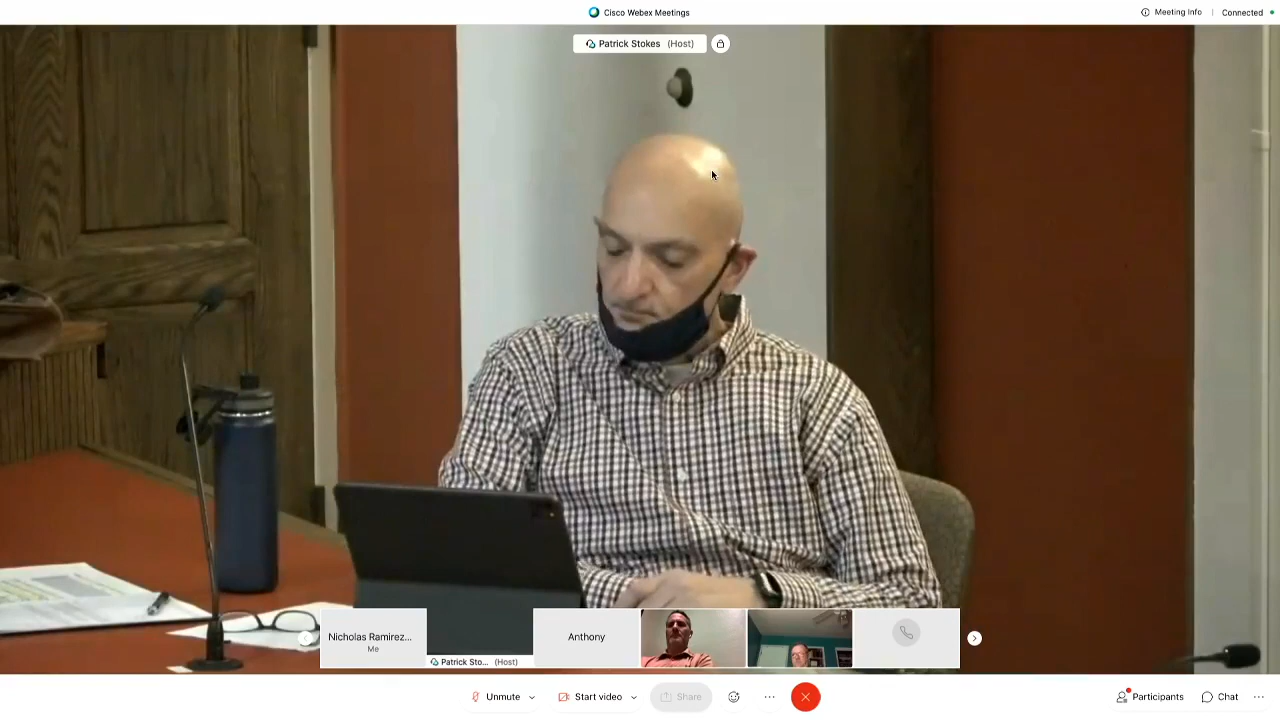 Cisco Webex Meetings
Meeting Info
Connected
Patrick Stokes (Host)
Nicholas Ramirez...
Me
Patrick Sto... (Host)
Anthony
Unmute
Start video
Share
Participants
Chat